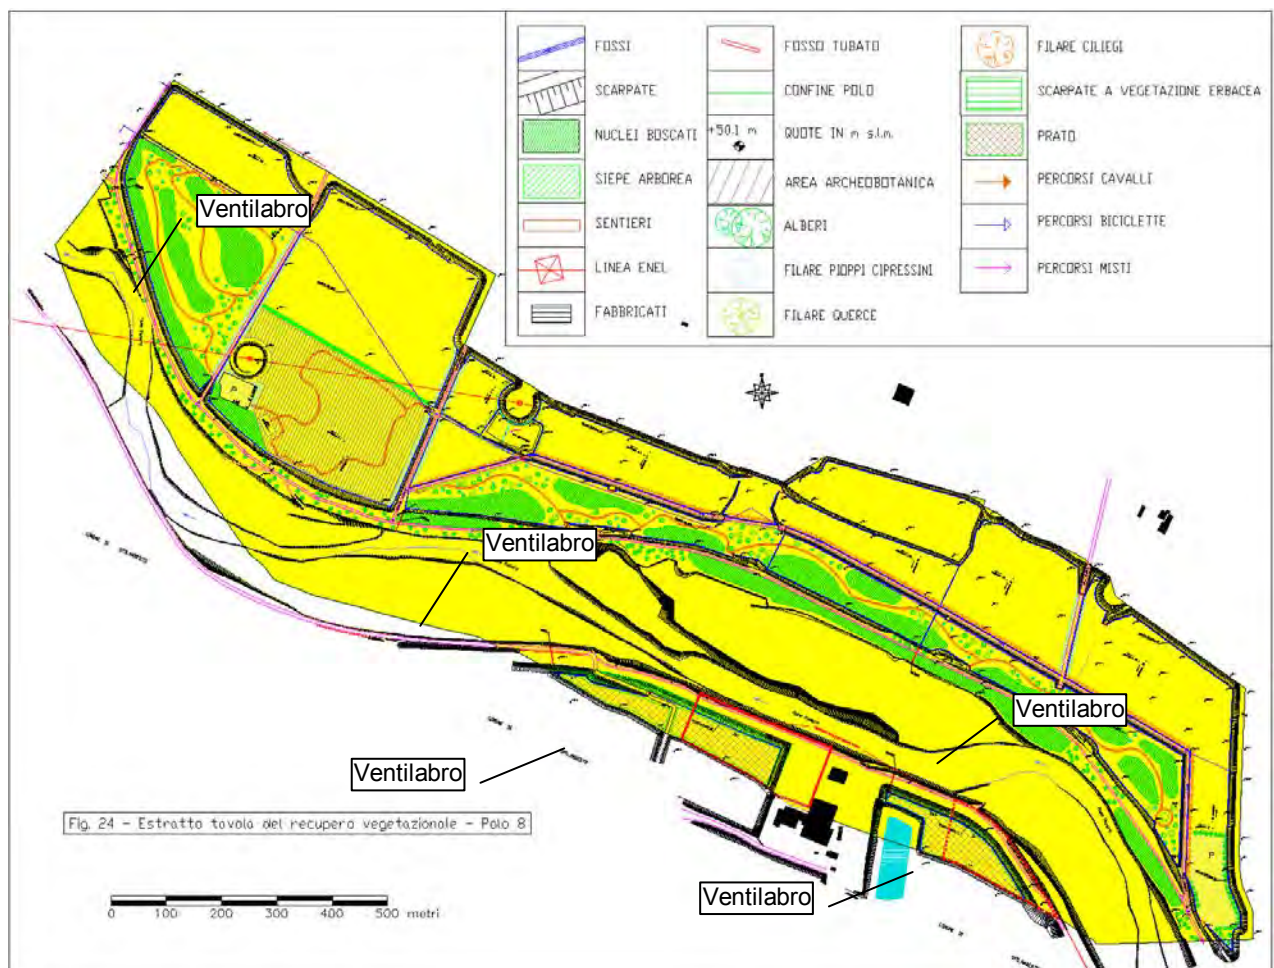 FOSSI
SCARPATE
NUCLEI BOSCATI
SIEPE ARBOREA
SENTIERI
LINEA ENEL
FABBRICATI
FOSSO TUBATO
CONFINE POLO
+50.1 m
QUOTE IN m s.l.m.
AREA ARCHEOBOTANICA
ALBERI
FILARE PIOPPI CIPRESSINI
FILARE QUERCE
FILARE CILIEGI
SCARPATE A VEGETAZIONE ERBACEA
PRATO
PERCORSI CAVALLI
PERCORSI BICICLETTE
PERCORSI MISTI
Ventilabro
P
Ventilabro
Ventilabro
Ventilabro
P
Ventilabro
Fig. 24 - Estratto tavola del recupero vegetazionale - Polo 8
0 100 200 300 400 500 metri